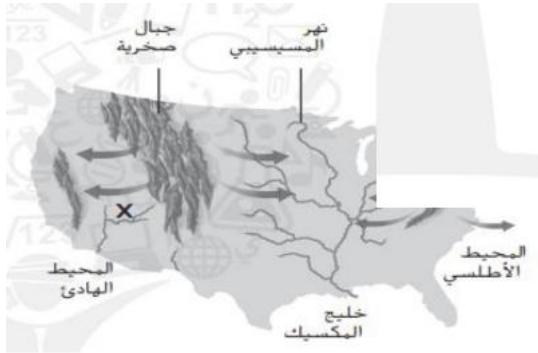 جبال
صخرية
نهر
المسيسيبي
X
المحيط
الهادئ
خليج
المكسيك
المحيط
الأطلسي